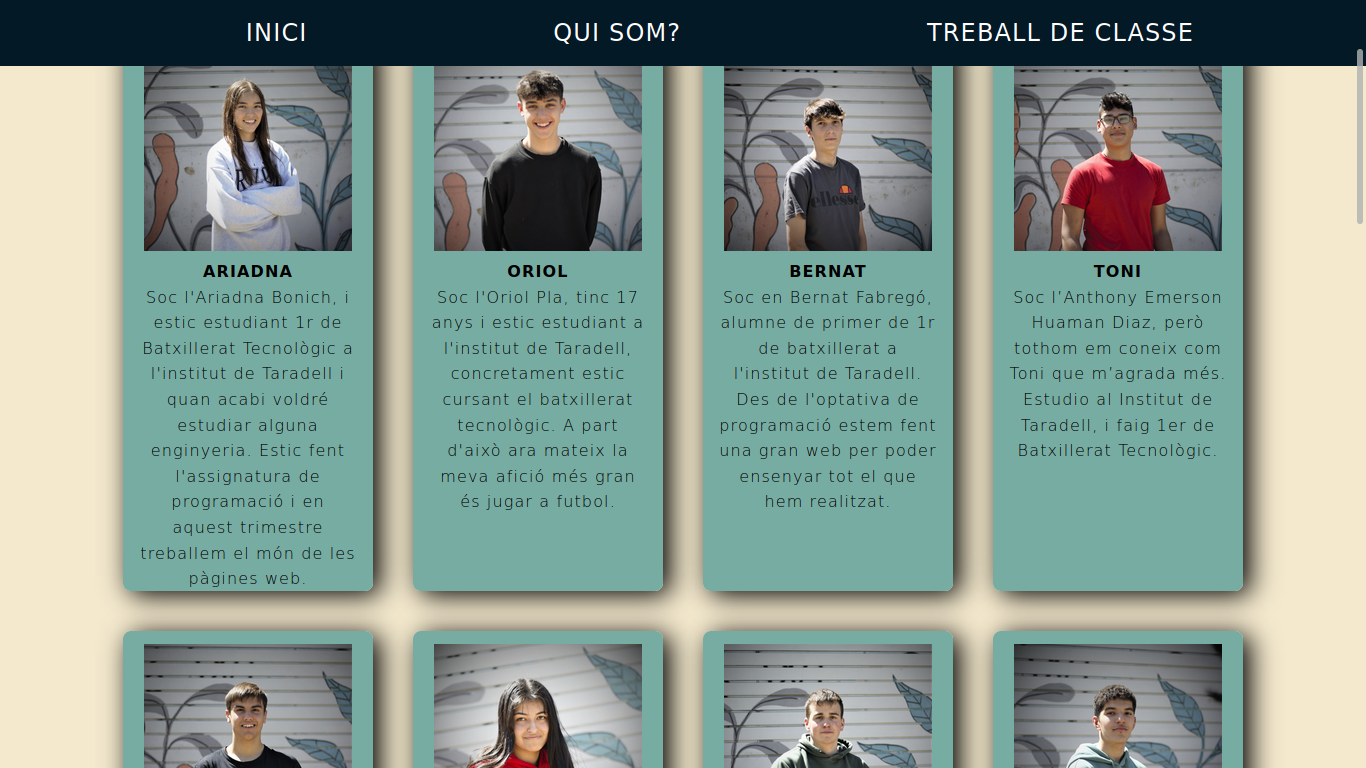 INICI QUI SOM? TREBALL DE CLASSE
ellesse
ARIADNA
Soc l'Ariadna Bonich, i
estic estudiant 1r de
Batxillerat Tecnològic a
l'institut de Taradell i
quan acabi voldré
estudiar alguna
enginyeria. Estic fent
l'assignatura de
programació i en
aquest trimestre
treballem el món de les
pàgines web.
ORIOL
Soc l'Oriol Pla, tinc 17
anys i estic estudiant a
l'institut de Taradell,
concretament estic
cursant el batxillerat
tecnològic. A part
d'això ara mateix la
meva afició més gran
és jugar a futbol.
BERNAT
Soc en Bernat Fabregó,
alumne de primer de 1r
de batxillerat a
l'institut de Taradell.
Des de l'optativa de
programació estem fent
una gran web per poder
ensenyar tot el que
hem realitzat.
TONI
Soc l’Anthony Emerson
Huaman Diaz, però
tothom em coneix com
Toni que m’agrada més.
Estudio al Institut de
Taradell, i faig 1er de
Batxillerat Tecnològic.